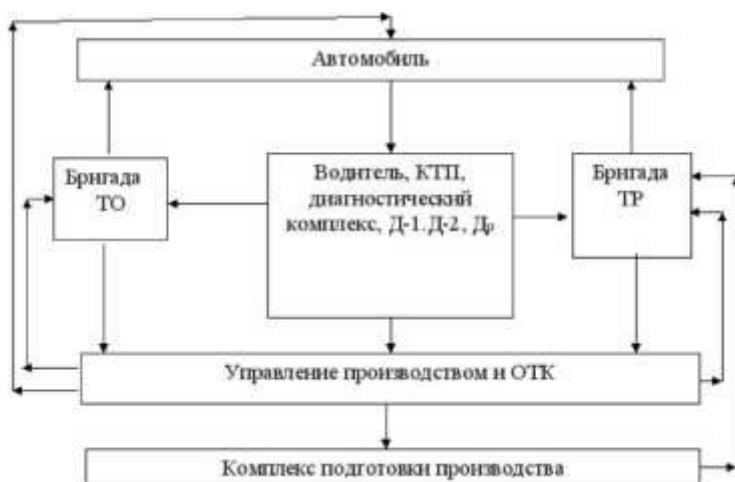 Автомобиль
Бригада
ТО
Водитель, КТП,
диагностический
комплекс, Д-1. Д-2, Др
Бригада
ТР
Управление производством и ОТК
Комплекс подготовки производства